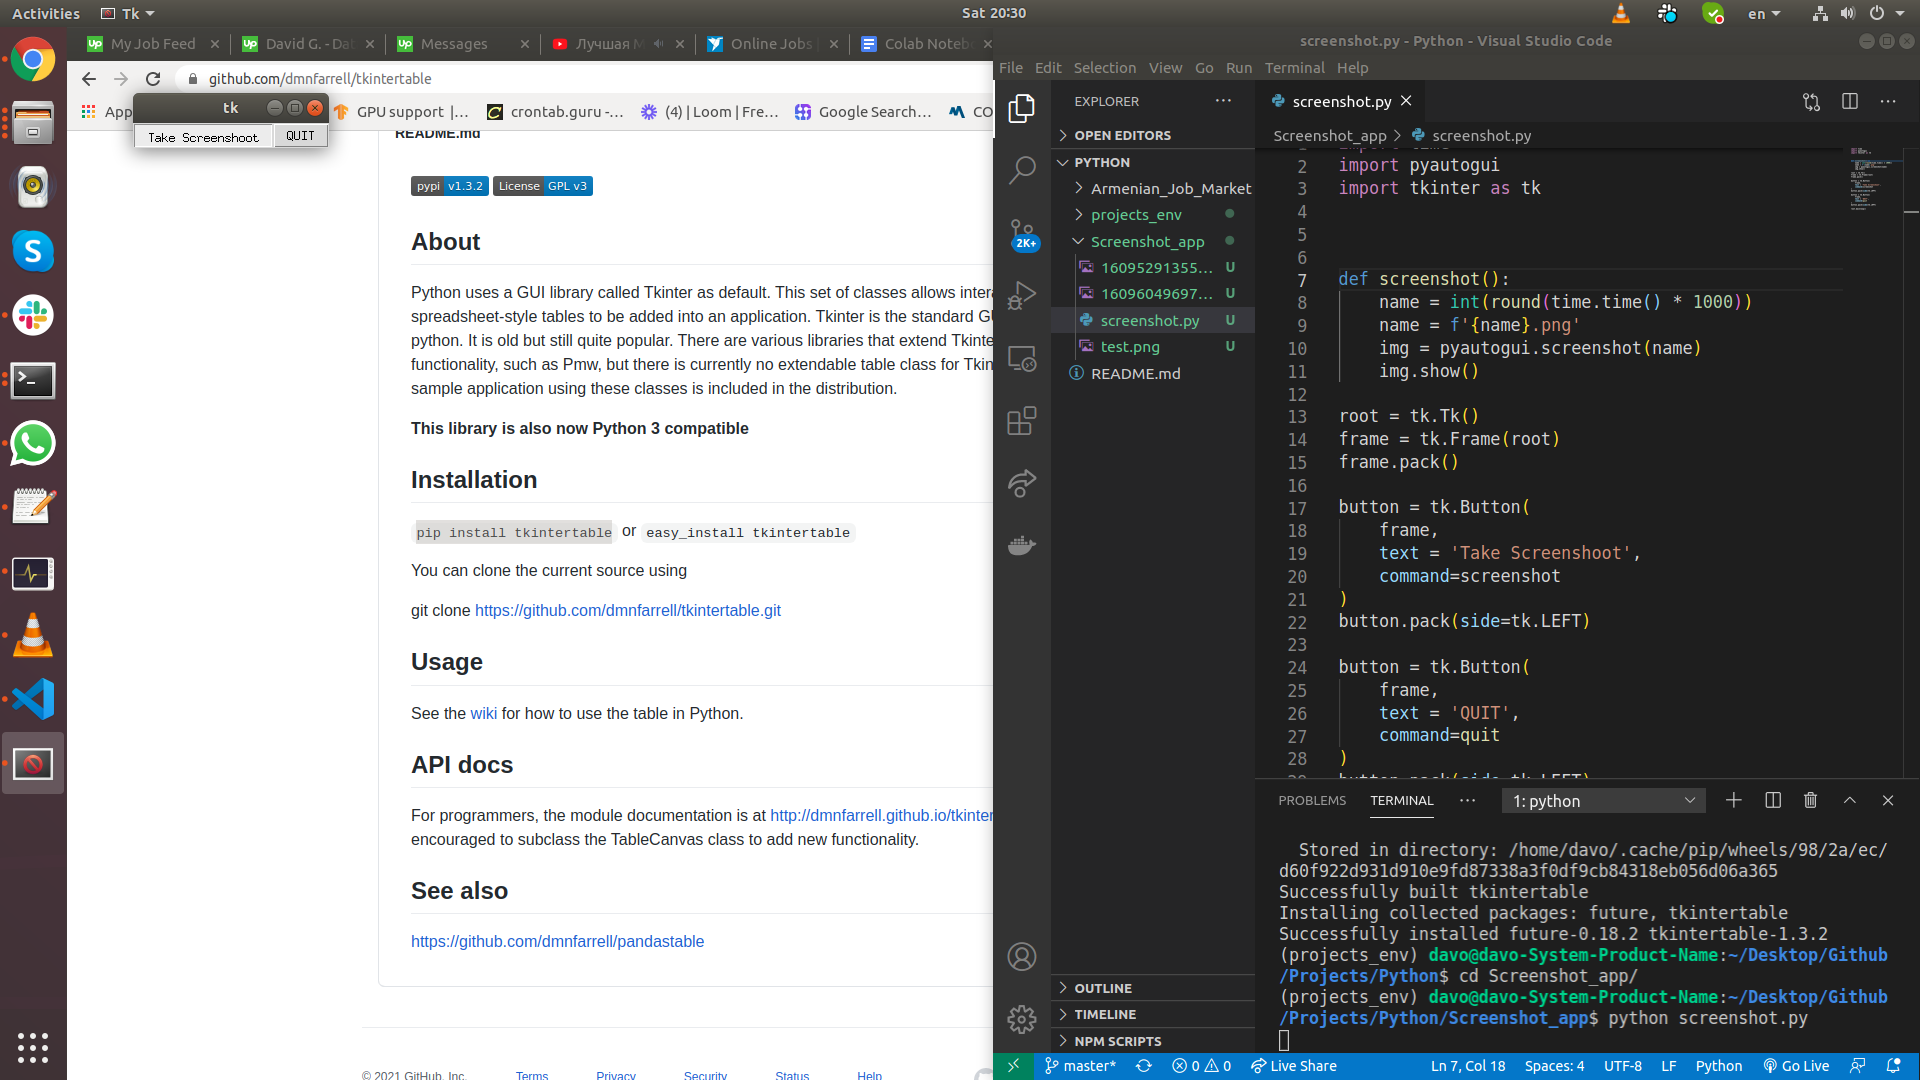 Activities
Tk
Sat 20:30
en
My Job Feed
David G. - Dat
Messages
Лучшая М
Online Jobs
Colab Noteb
github.com/dmnfarrell/tkintertable
App
GPU support |...
crontab.guru -...
(4) | Loom | Fre...
Google Search...
CO
tk
Take Screenshoot
QUIT
README.md
pypi v1.3.2
License GPL v3
About
Python uses a GUI library called Tkinter as default. This set of classes allows intera
spreadsheet-style tables to be added into an application. Tkinter is the standard GU
python. It is old but still quite popular. There are various libraries that extend Tkinte
functionality, such as Pmw, but there is currently no extendable table class for Tkin
sample application using these classes is included in the distribution.
This library is also now Python 3 compatible
Installation
pip install tkintertable or easy_install tkintertable
You can clone the current source using
git clone https://github.com/dmnfarrell/tkintertable.git
Usage
See the wiki for how to use the table in Python.
API docs
For programmers, the module documentation is at http://dmnfarrell.github.io/tkinter
encouraged to subclass the TableCanvas class to add new functionality.
See also
https://github.com/dmnfarrell/pandastable
© 2021 GitHub, Inc.
Terms
Privacy
Security
Status
Help
screenshot.py - Python - Visual Studio Code
File Edit Selection View Go Run Terminal Help
2K+
EXPLORER
OPEN EDITORS
PYTHON
Armenian_Job_Market
projects_env
Screenshot_app
16095291355... U
16096049697... U
screenshot.py U
test.png U
README.md
OUTLINE
TIMELINE
NPM SCRIPTS
screenshot.py
Screenshot_app > screenshot.py
1 import time
2 import pyautogui
3 import tkinter as tk
4
5
6
7 def screenshot():
8 name = int(round(time.time() * 1000))
9 name = f'{name}.png'
10 img = pyautogui.screenshot(name)
11 img.show()
12
13 root = tk.Tk()
14 frame = tk.Frame(root)
15 frame.pack()
16
17 button = tk.Button(
18 frame,
19 text = 'Take Screenshoot',
20 command=screenshot
21 )
22 button.pack(side=tk.LEFT)
23
24 button = tk.Button(
25 frame,
26 text = 'QUIT',
27 command=quit
28 )
29 button.pack(side=tk.LEFT)
PROBLEMS
TERMINAL
1: python
Stored in directory: /home/davo/.cache/pip/wheels/98/2a/ec/
d60f922d931d910e9fd87338a3f0df9cb84318eb056d06a365
Successfully built tkintertable
Installing collected packages: future, tkintertable
Successfully installed future-0.18.2 tkintertable-1.3.2
(projects_env) davo@davo-System-Product-Name:~/Desktop/Github
/Projects/Python$ cd Screenshot_app/
(projects_env) davo@davo-System-Product-Name:~/Desktop/Github
/Projects/Python/Screenshot_app$ python screenshot.py
master*
0
0
Live Share
Ln 7, Col 18
Spaces: 4
UTF-8
LF
Python
Go Live